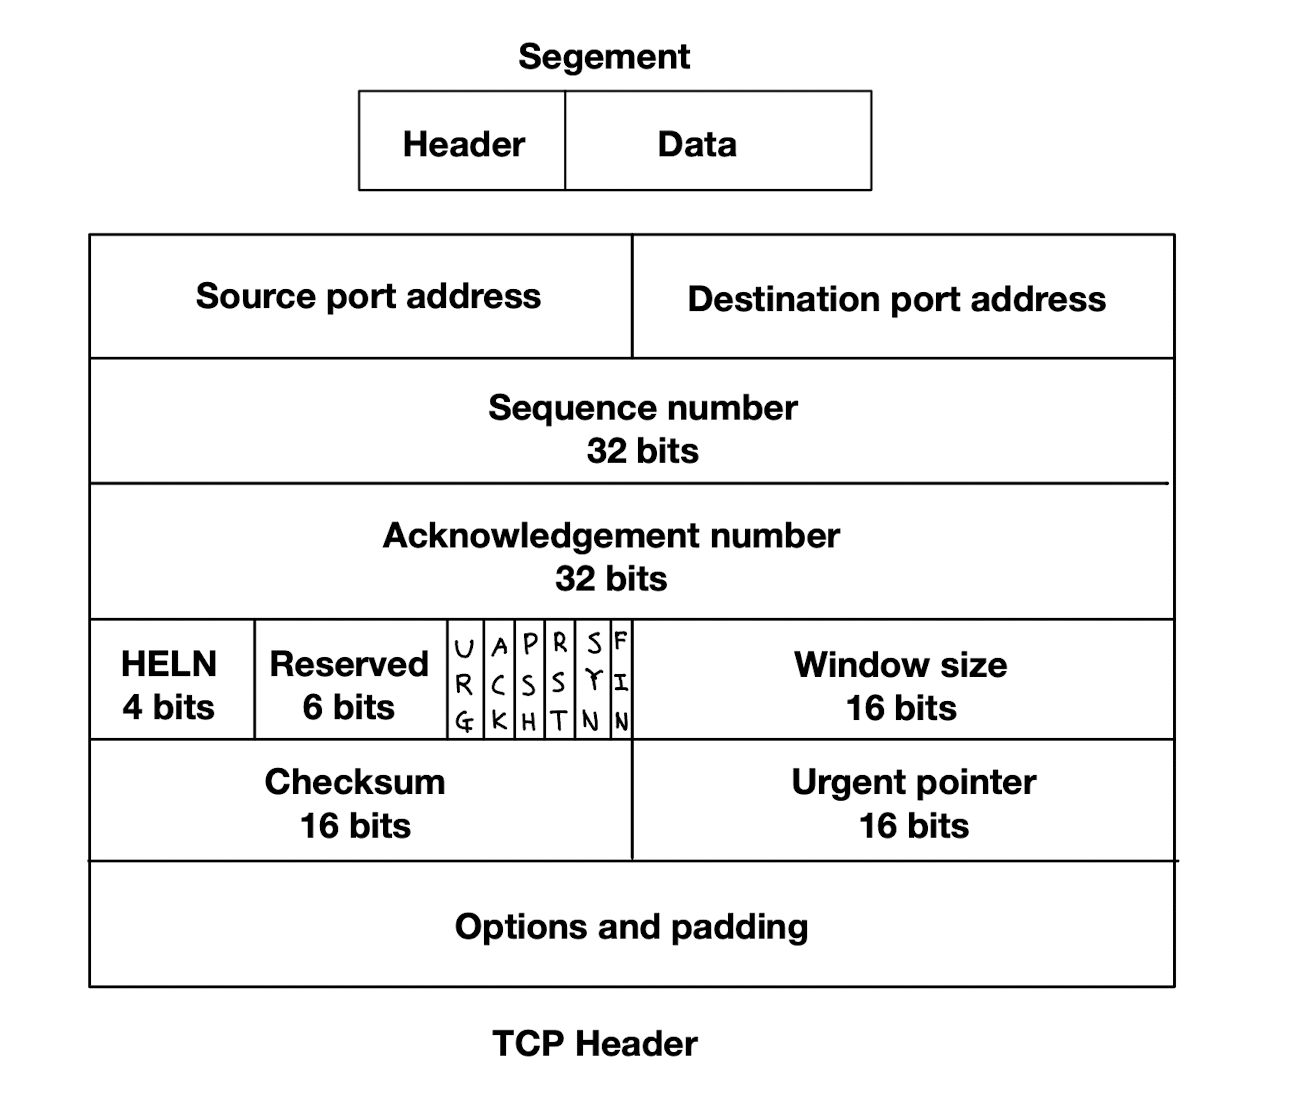 Segement
Header Data
Source port address Destination port address
Sequence number
32 bits
Acknowledgement number
32 bits
HELN Reserved URG ACK PSH RST SYN FIN Window size
4 bits 6 bits 16 bits
Checksum Urgent pointer
16 bits 16 bits
Options and padding
TCP Header